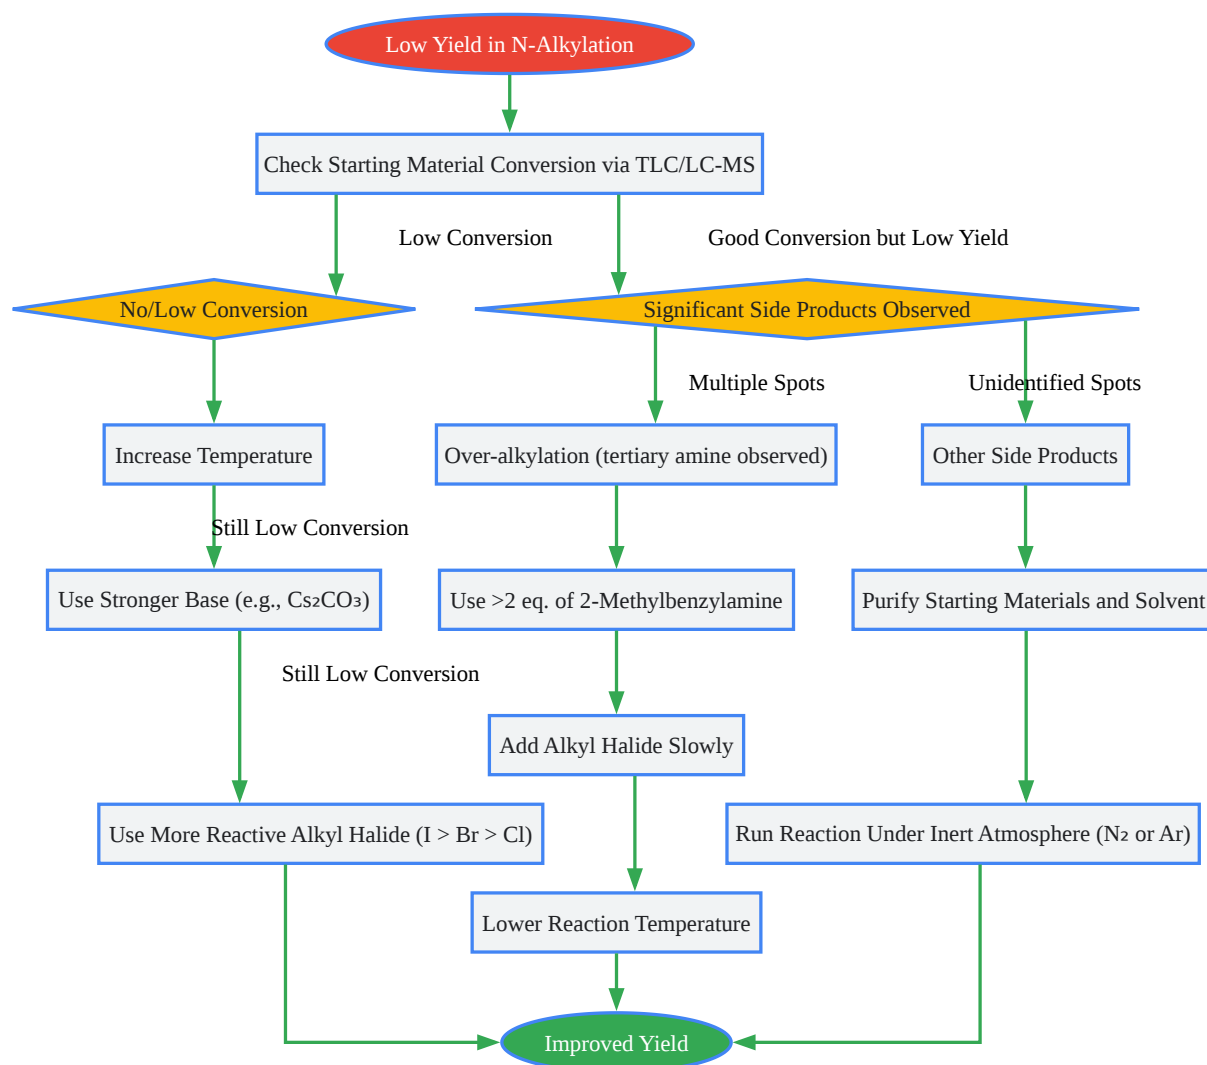 Low Yield in N-Alkylation
Check Starting Material Conversion via TLC/LC-MS
Low Conversion
Good Conversion but Low Yield
No/Low Conversion
Significant Side Products Observed
Multiple Spots
Unidentified Spots
Increase Temperature
Over-alkylation (tertiary amine observed)
Other Side Products
Still Low Conversion
Use Stronger Base (e.g., Cs₂CO₃)
Use >2 eq. of 2-Methylbenzylamine
Purify Starting Materials and Solvent
Still Low Conversion
Add Alkyl Halide Slowly
Use More Reactive Alkyl Halide (I > Br > Cl)
Run Reaction Under Inert Atmosphere (N₂ or Ar)
Lower Reaction Temperature
Improved Yield